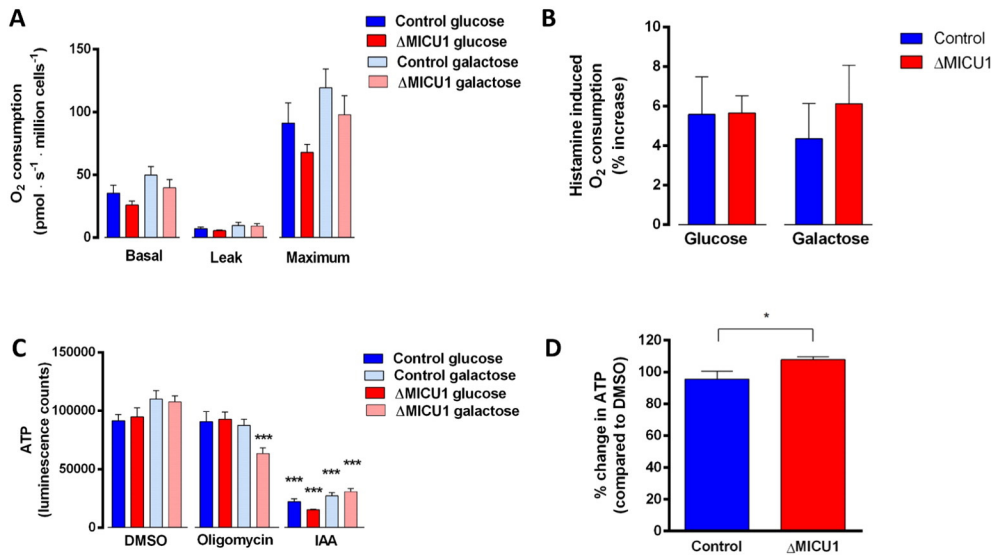 A
Control glucose
ΔMICU1 glucose
Control galactose
ΔMICU1 galactose
O2 consumption
(pmol · s-1 · million cells-1)
150
100
50
0
Basal Leak Maximum
B
Control
ΔMICU1
Histamine induced
O2 consumption
(% increase)
10
8
6
4
2
0
Glucose Galactose
C
Control glucose
Control galactose
ΔMICU1 glucose
ΔMICU1 galactose
ATP
(luminescence counts)
150000
100000
50000
0
***
*** *** *** ***
DMSO Oligomycin IAA
D
*
% change in ATP
(compared to DMSO)
120
100
80
60
40
20
0
Control ΔMICU1